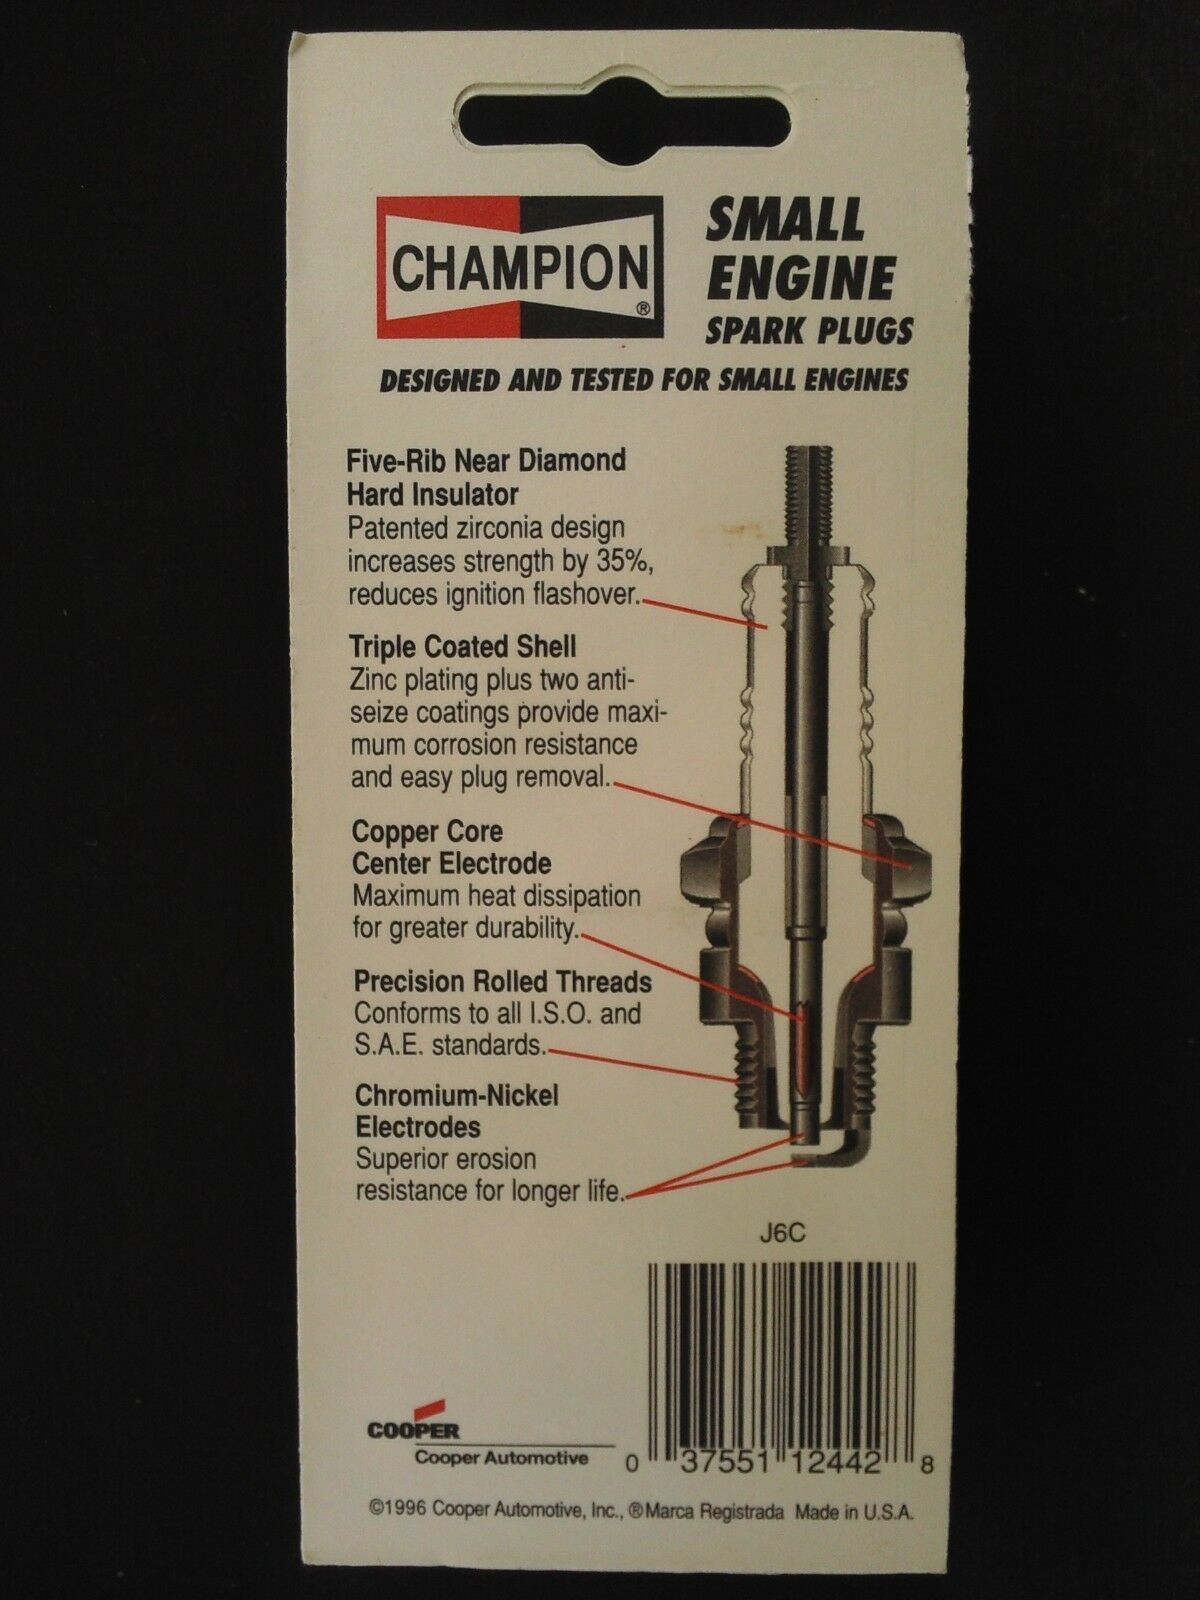 CHAMPION
®
SMALL
ENGINE
SPARK PLUGS
DESIGNED AND TESTED FOR SMALL ENGINES
Five-Rib Near Diamond
Hard Insulator
Patented zirconia design
increases strength by 35%,
reduces ignition flashover.
Triple Coated Shell
Zinc plating plus two anti-
seize coatings provide maxi-
mum corrosion resistance
and easy plug removal.
Copper Core
Center Electrode
Maximum heat dissipation
for greater durability.
Precision Rolled Threads
Conforms to all I.S.O. and
S.A.E. standards.
Chromium-Nickel
Electrodes
Superior erosion
resistance for longer life.
J6C
COOPER
Cooper Automotive
0 37551 12442 8
©1996 Cooper Automotive, Inc., ®Marca Registrada Made in U.S.A.